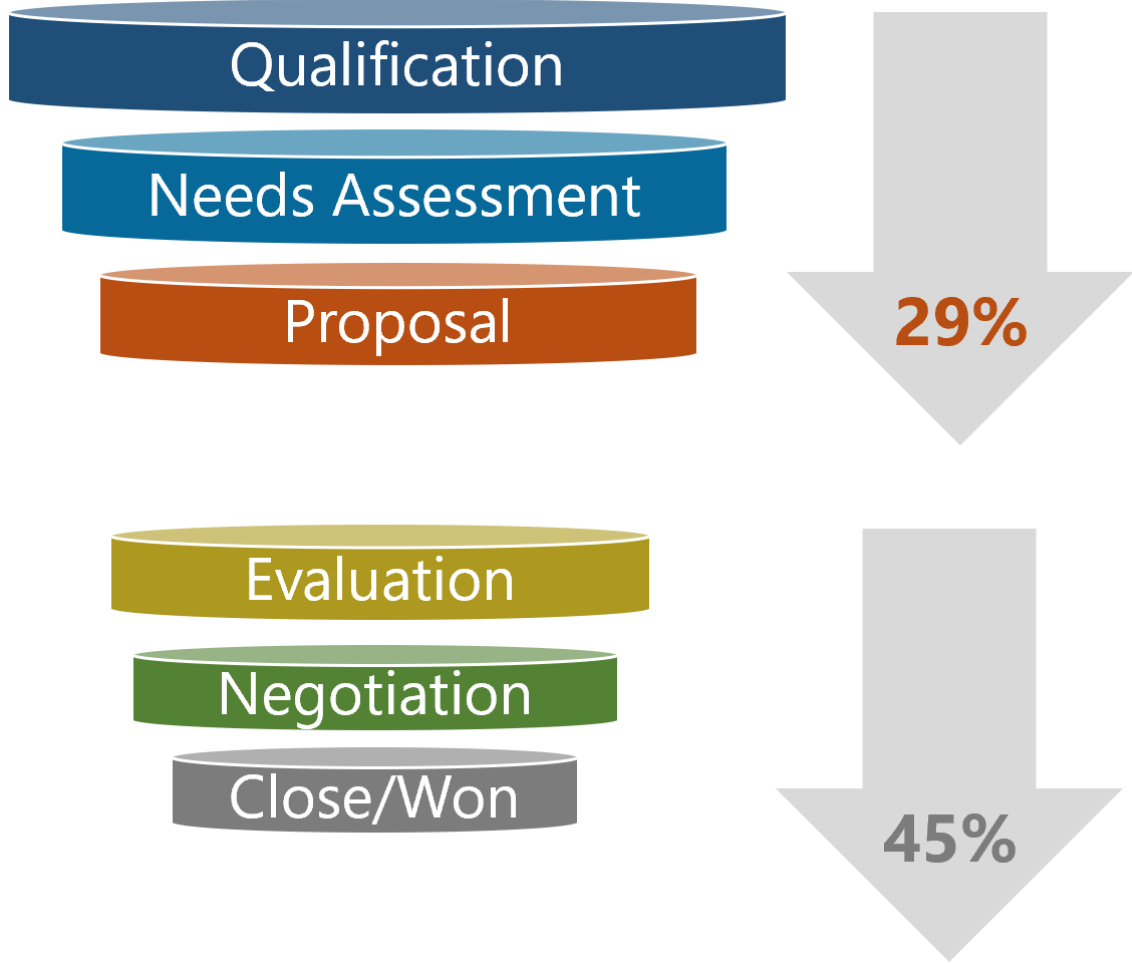 Qualification
Needs Assessment
Proposal
29%
Evaluation
Negotiation
Close/Won
45%